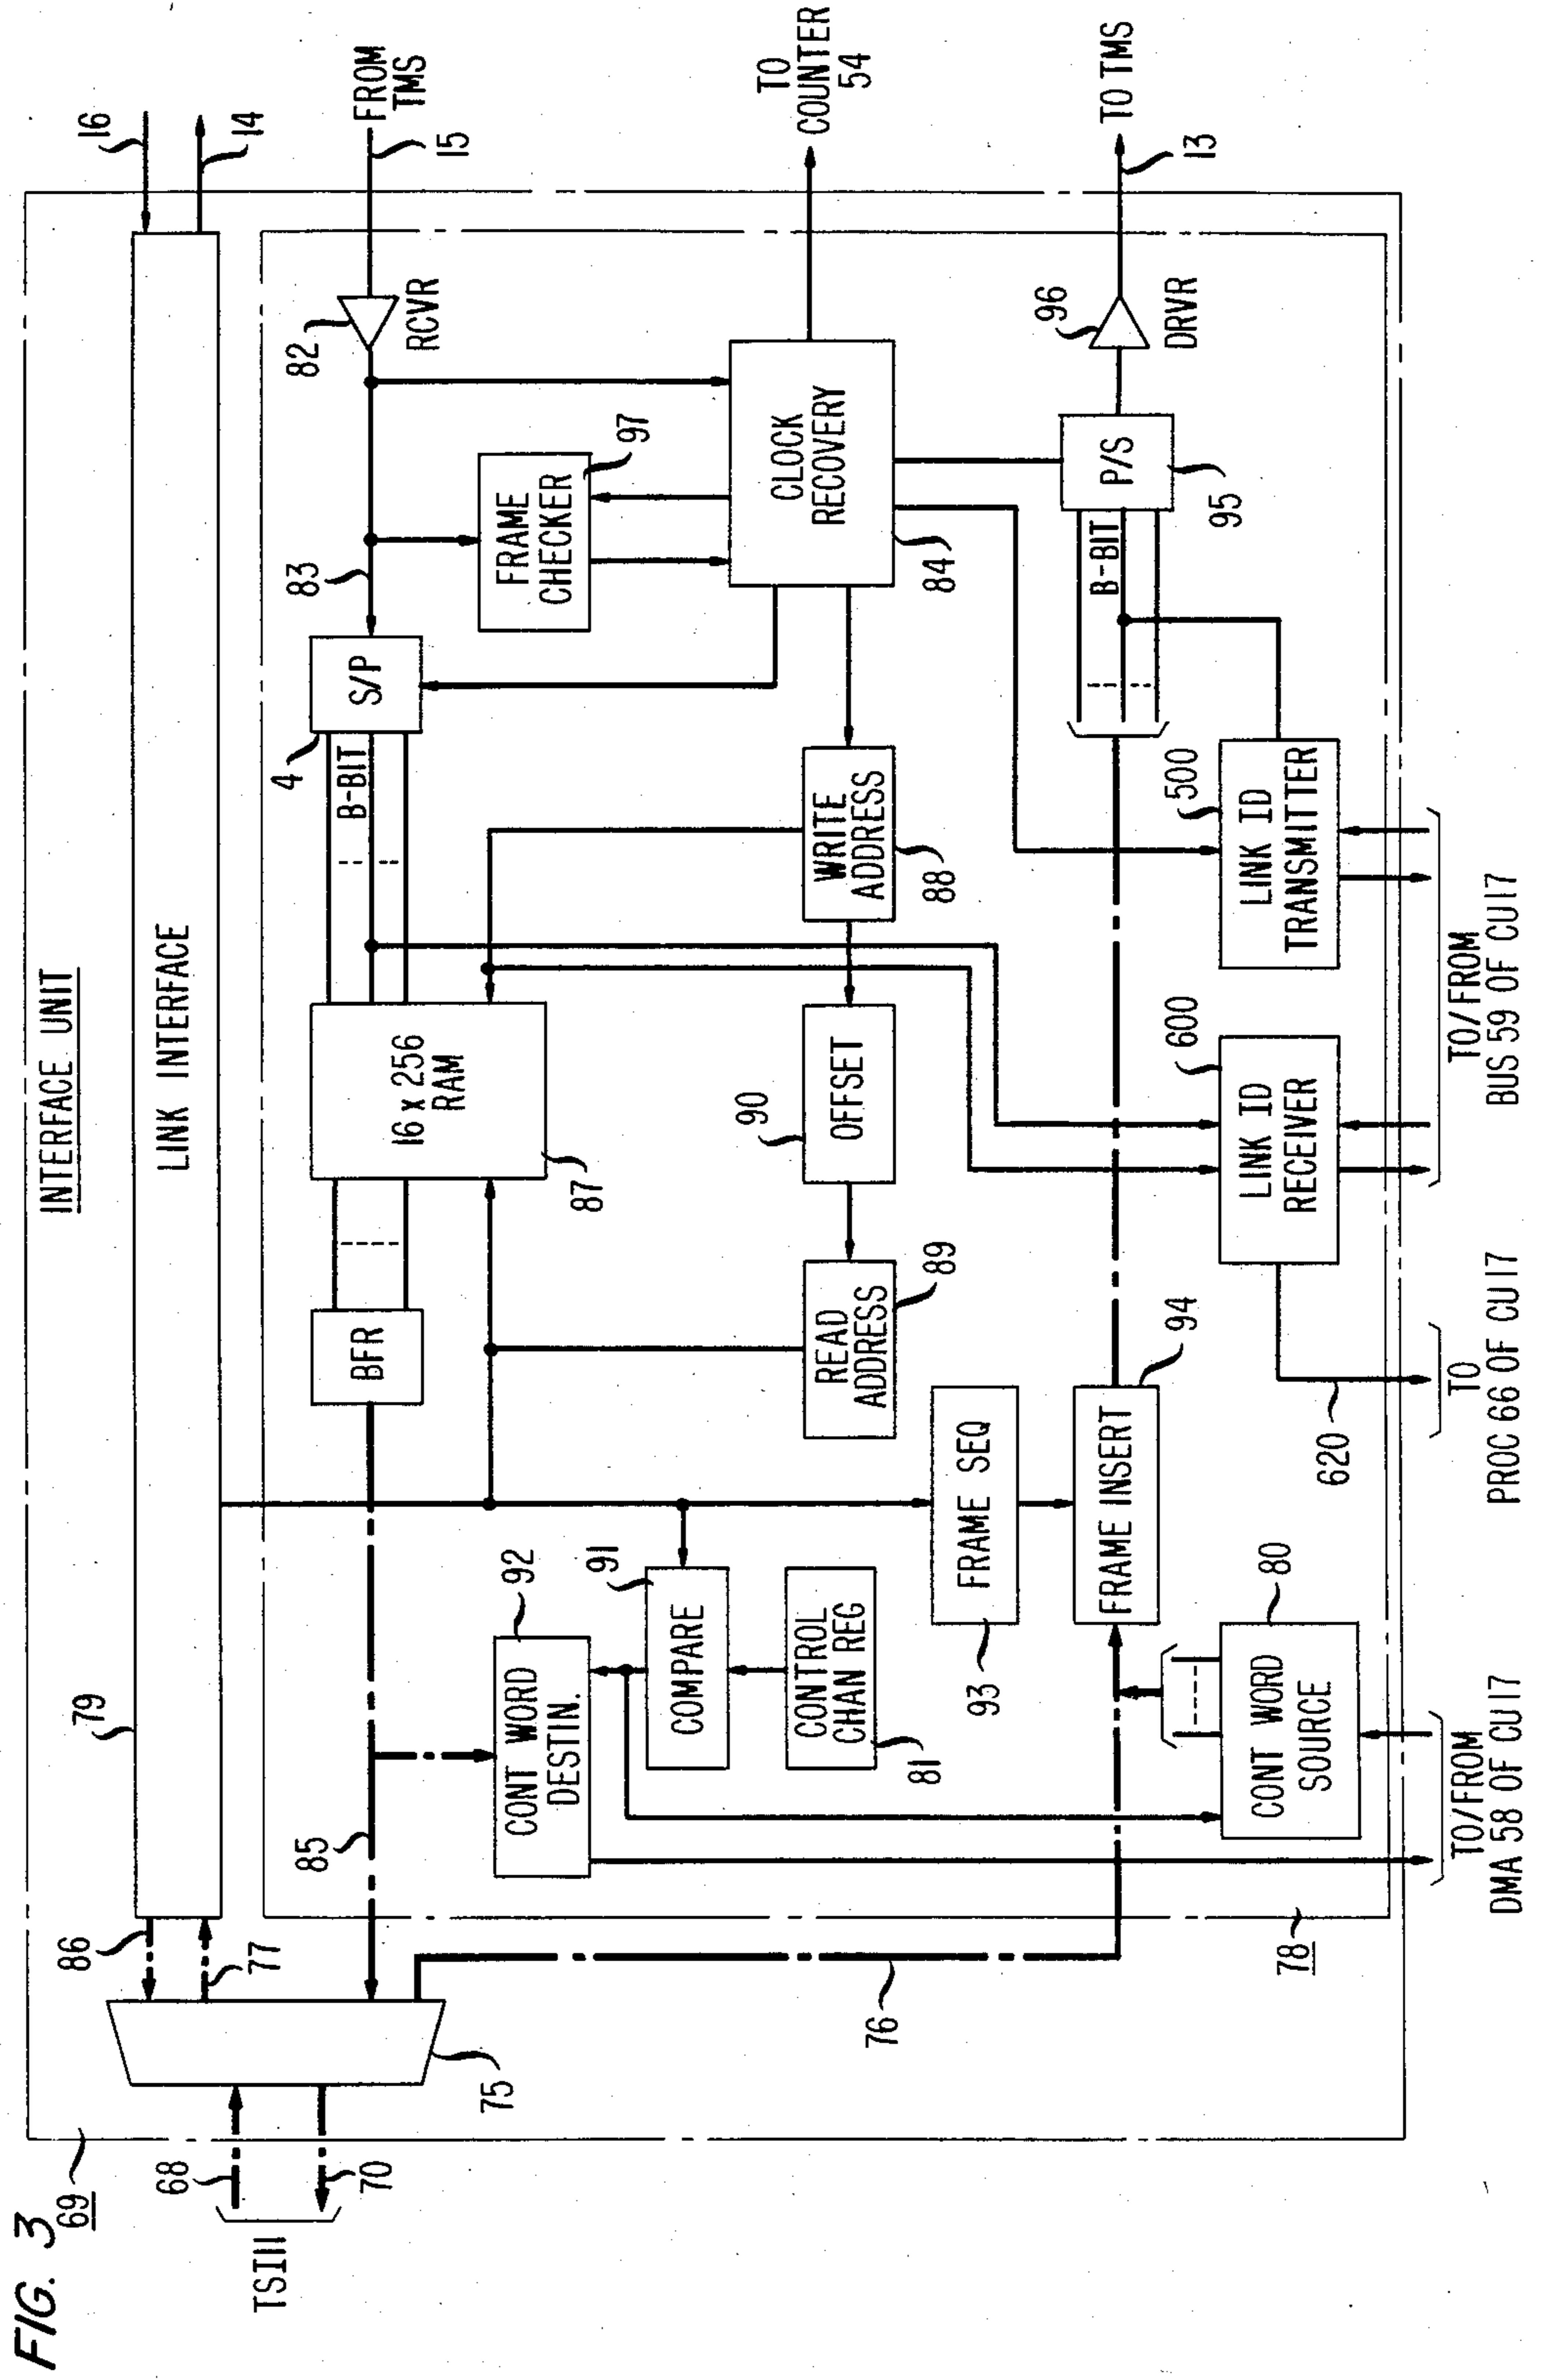 FIG. 3
INTERFACE UNIT
69
79
LINK INTERFACE
16
14
86
77
68
70
TSI11
75
85
BFR
16 x 256
RAM
87
B-BIT
4
S/P
83
82
RCVR
15
FROM
TMS
FRAME
CHECKER
97
CLOCK
RECOVERY
84
TO
COUNTER
54
92
CONT WORD
DESTIN.
91
COMPARE
CONTROL
CHAN REG
81
READ
ADDRESS
89
90
OFFSET
WRITE
ADDRESS
88
FRAME SEQ
93
FRAME INSERT
94
76
B-BIT
P/S
95
96
DRVR
13
TO TMS
78
80
CONT WORD
SOURCE
600
LINK ID
RECEIVER
500
LINK ID
TRANSMITTER
620
TO/FROM
DMA 58 OF CU17
TO
PROC 66 OF CU17
TO/FROM
BUS 59 OF CU17